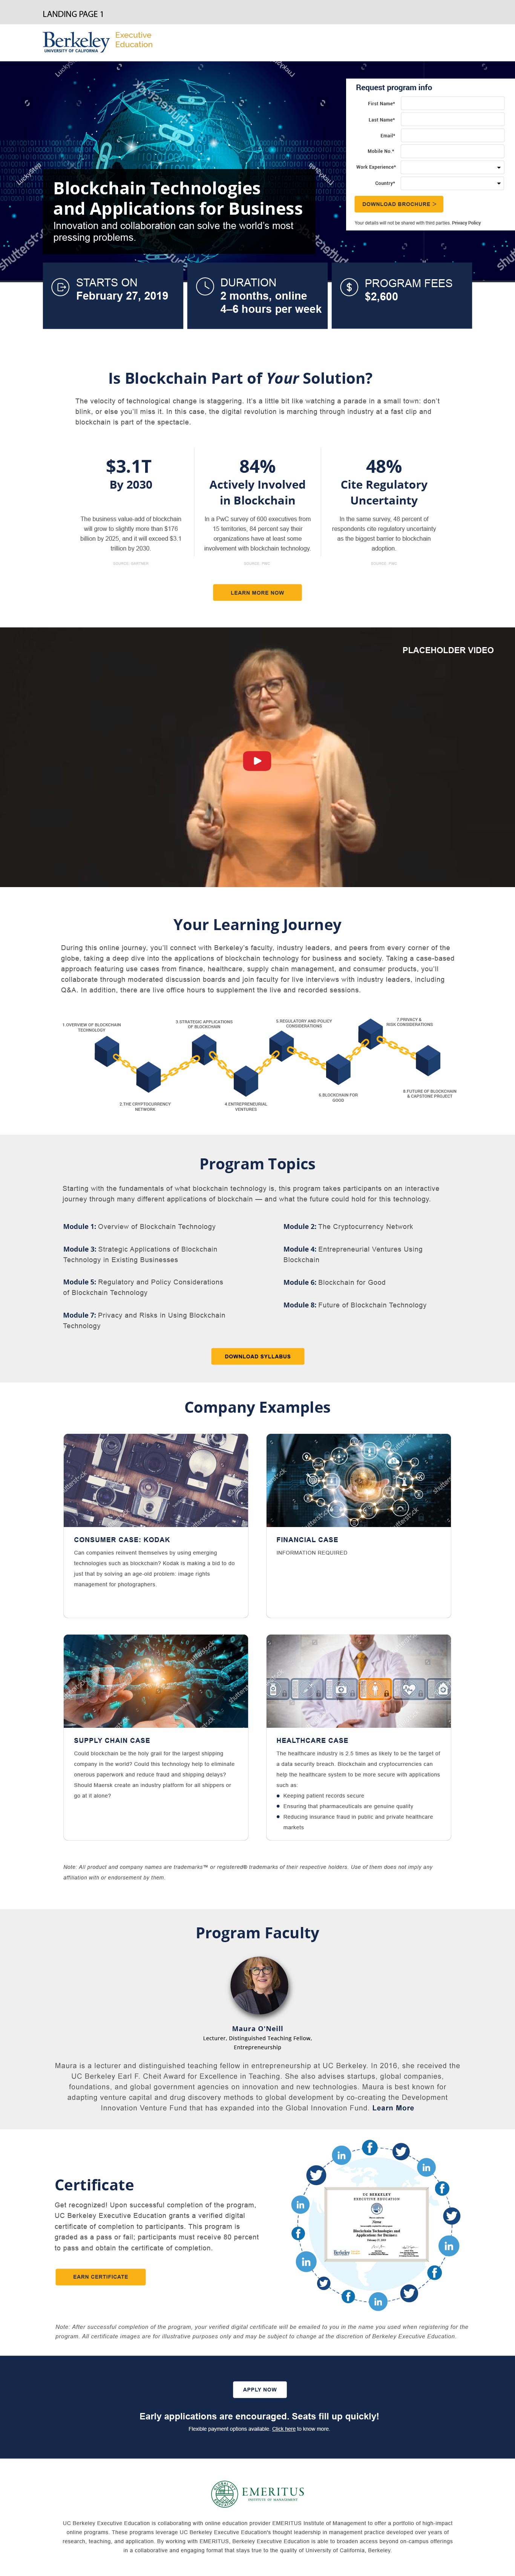 LANDING PAGE 1
Berkeley
UNIVERSITY OF CALIFORNIA
Executive
Education
Blockchain Technologies
and Applications for Business
Innovation and collaboration can solve the world's most
pressing problems.
Request program info
First Name*
Last Name*
Email*
Mobile No.*
Work Experience*
Country*
DOWNLOAD BROCHURE >
Your details will not be shared with third parties. Privacy Policy
STARTS ON
February 27, 2019
DURATION
2 months, online
4–6 hours per week
PROGRAM FEES
$2,600
Is Blockchain Part of Your Solution?
The velocity of technological change is staggering. It's a little bit like watching a parade in a small town: don't
blink, or else you'll miss it. In this case, the digital revolution is marching through industry at a fast clip and
blockchain is part of the spectacle.
$3.1T
By 2030
The business value-add of blockchain
will grow to slightly more than $176
billion by 2025, and it will exceed $3.1
trillion by 2030.
SOURCE: GARTNER
84%
Actively Involved
in Blockchain
In a PwC survey of 600 executives from
15 territories, 84 percent say their
organizations have at least some
involvement with blockchain technology.
SOURCE: PWC
48%
Cite Regulatory
Uncertainty
In the same survey, 48 percent of
respondents cite regulatory uncertainty
as the biggest barrier to blockchain
adoption.
SOURCE: PWC
LEARN MORE NOW
PLACEHOLDER VIDEO
Your Learning Journey
During this online journey, you'll connect with Berkeley's faculty, industry leaders, and peers from every corner of the
globe, taking a deep dive into the applications of blockchain technology for business and society. Taking a case-based
approach featuring use cases from finance, healthcare, supply chain management, and consumer products, you'll
collaborate through moderated discussion boards and join faculty for live interviews with industry leaders, including
Q&A. In addition, there are live office hours to supplement the live and recorded sessions.
1.OVERVIEW OF BLOCKCHAIN
TECHNOLOGY
2.THE CRYPTOCURRENCY
NETWORK
3.STRATEGIC APPLICATIONS
OF BLOCKCHAIN
4.ENTREPRENEURIAL
VENTURES
5.REGULATORY AND POLICY
CONSIDERATIONS
6.BLOCKCHAIN FOR
GOOD
7.PRIVACY &
RISK CONSIDERATIONS
8.FUTURE OF BLOCKCHAIN
& CAPSTONE PROJECT
Program Topics
Starting with the fundamentals of what blockchain technology is, this program takes participants on an interactive
journey through many different applications of blockchain — and what the future could hold for this technology.
Module 1: Overview of Blockchain Technology
Module 2: The Cryptocurrency Network
Module 3: Strategic Applications of Blockchain
Technology in Existing Businesses
Module 4: Entrepreneurial Ventures Using
Blockchain
Module 5: Regulatory and Policy Considerations
of Blockchain Technology
Module 6: Blockchain for Good
Module 7: Privacy and Risks in Using Blockchain
Technology
Module 8: Future of Blockchain Technology
DOWNLOAD SYLLABUS
Company Examples
CONSUMER CASE: KODAK
Can companies reinvent themselves by using emerging
technologies such as blockchain? Kodak is making a bid to do
just that by solving an age-old problem: image rights
management for photographers.
FINANCIAL CASE
INFORMATION REQUIRED
SUPPLY CHAIN CASE
Could blockchain be the holy grail for the largest shipping
company in the world? Could this technology help to eliminate
onerous paperwork and reduce fraud and shipping delays?
Should Maersk create an industry platform for all shippers or
go at it alone?
HEALTHCARE CASE
The healthcare industry is 2.5 times as likely to be the target of
a data security breach. Blockchain and cryptocurrencies can
help the healthcare system to be more secure with applications
such as:
Keeping patient records secure
Ensuring that pharmaceuticals are genuine quality
Reducing insurance fraud in public and private healthcare
markets
Note: All product and company names are trademarks™ or registered® trademarks of their respective holders. Use of them does not imply any
affiliation with or endorsement by them.
Program Faculty
Maura O'Neill
Lecturer, Distinguished Teaching Fellow,
Entrepreneurship
Maura is a lecturer and distinguished teaching fellow in entrepreneurship at UC Berkeley. In 2016, she received the
UC Berkeley Earl F. Cheit Award for Excellence in Teaching. She also advises startups, global companies,
foundations, and global government agencies on innovation and new technologies. Maura is best known for
adapting venture capital and drug discovery methods to global development by co-creating the Development
Innovation Venture Fund that has expanded into the Global Innovation Fund. Learn More
Certificate
Get recognized! Upon successful completion of the program,
UC Berkeley Executive Education grants a verified digital
certificate of completion to participants. This program is
graded as a pass or fail; participants must receive 80 percent
to pass and obtain the certificate of completion.
EARN CERTIFICATE
UC BERKELEY
EXECUTIVE EDUCATION
Blockchain Technologies and
Applications for Business
Berkeley
Note: After successful completion of the program, your verified digital certificate will be emailed to you in the name you used when registering for the
program. All certificate images are for illustrative purposes only and may be subject to change at the discretion of Berkeley Executive Education.
APPLY NOW
Early applications are encouraged. Seats fill up quickly!
Flexible payment options available. Click here to know more.
EMERITUS
INSTITUTE OF MANAGEMENT
UC Berkeley Executive Education is collaborating with online education provider EMERITUS Institute of Management to offer a portfolio of high-impact
online programs. These programs leverage UC Berkeley Executive Education's thought leadership in management practice developed over years of
research, teaching, and application. By working with EMERITUS, Berkeley Executive Education is able to broaden access beyond on-campus offerings
in a collaborative and engaging format that stays true to the quality of University of California, Berkeley.